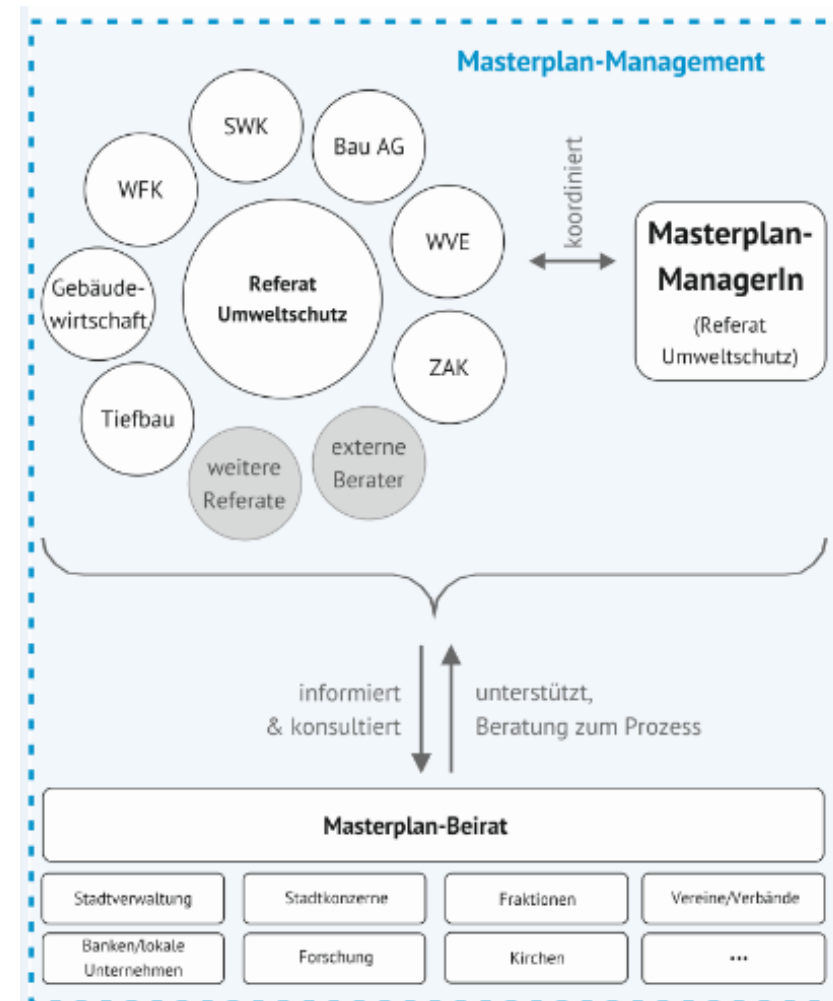 Masterplan-Management
SWK
Bau AG
WFK
WVE
koordiniert
Masterplan-
ManagerIn
(Referat
Umweltschutz)
Gebäude-
wirtschaft
Referat
Umweltschutz
ZAK
Tiefbau
weitere
Referate
externe
Berater
informiert
& konsultiert
unterstützt,
Beratung zum Prozess
Masterplan-Beirat
Stadtverwaltung
Stadtkonzerne
Fraktionen
Vereine/Verbände
Banken/lokale
Unternehmen
Forschung
Kirchen
...